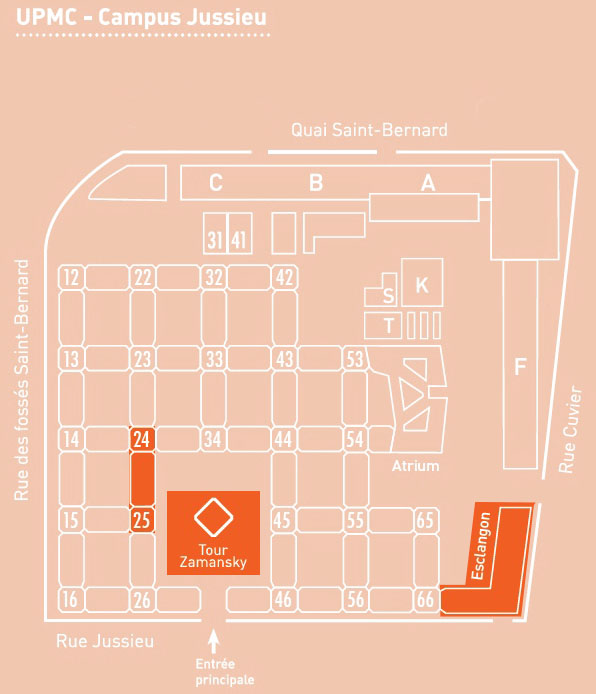 UPMC - Campus Jussieu
Quai Saint-Bernard
C B A
31 41
12 22 32 42
S K
T
Rue des fossés Saint-Bernard
13 23 33 43 53
F
Rue Cuvier
14 24 34 44 54
Atrium
15 25 45 55 65
Tour
Zamansky
Esclangon
16 26 46 56 66
Rue Jussieu
Entrée
principale